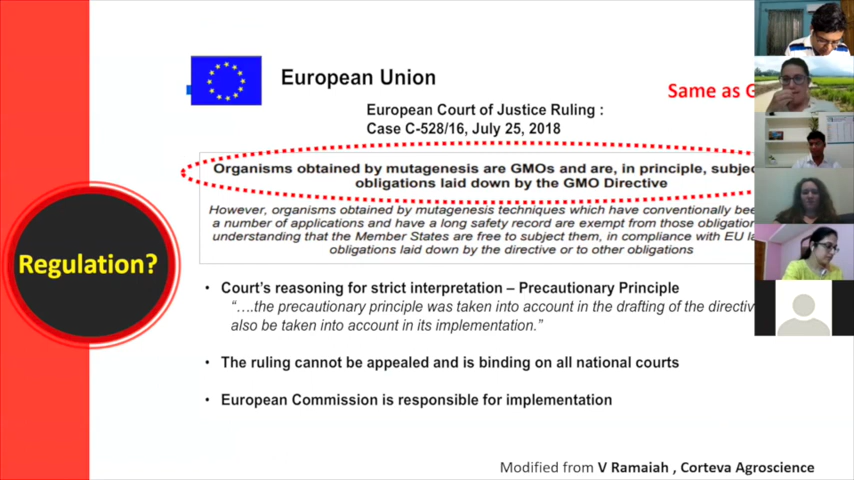 European Union
Same as G
European Court of Justice Ruling :
Case C-528/16, July 25, 2018
Organisms obtained by mutagenesis are GMOs and are, in principle, subjec
obligations laid down by the GMO Directive
However, organisms obtained by mutagenesis techniques which have conventionally bee
a number of applications and have a long safety record are exempt from those obligation
understanding that the Member States are free to subject them, in compliance with EU la
obligations laid down by the directive or to other obligations
Regulation?
• Court's reasoning for strict interpretation – Precautionary Principle
“….the precautionary principle was taken into account in the drafting of the directiv
also be taken into account in its implementation.”
• The ruling cannot be appealed and is binding on all national courts
• European Commission is responsible for implementation
Modified from V Ramaiah , Corteva Agroscience